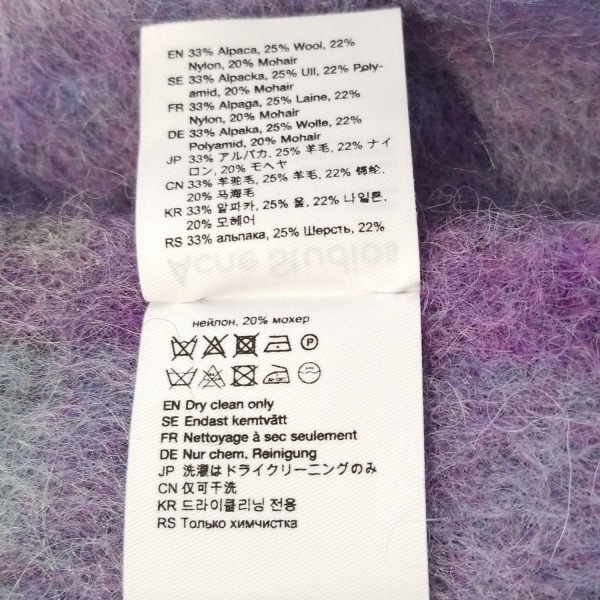 EN 33% Alpaca, 25% Wool, 22%
Nylon, 20% Mohair
SE 33% Alpacka, 25% Ull, 22% Poly-
amid, 20% Mohair
FR 33% Alpaga, 25% Laine, 22%
Nylon, 20% Mohair
DE 33% Alpaka, 25% Wolle, 22%
Polyamid, 20% Mohair
JP 33% アルパカ, 25% 羊毛, 22% ナイ
ロン, 20% モヘヤ
CN 33% 羊驼毛, 25% 羊毛, 22% 锦纶,
20% 马海毛
KR 33% 알파카, 25% 울, 22% 나일론,
20% 모헤어
RS 33% альпака, 25% Шерсть, 22%
Acne Studios
нейлон, 20% мохер
P
EN Dry clean only
SE Endast kemtvätt
FR Nettoyage à sec seulement
DE Nur chem. Reinigung
JP 洗濯はドライクリーニングのみ
CN 仅可干洗
KR 드라이클리닝 전용
RS Только химчистка